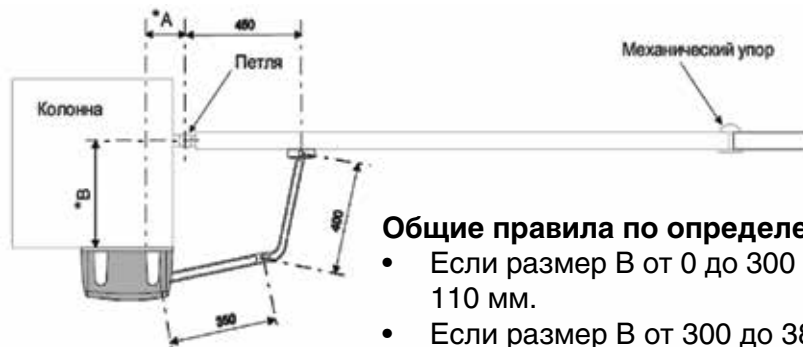 *A
450
Петля
Механический упор
Колонна
*B
400
350
Общие правила по определе
• Если размер B от 0 до 300
110 мм.
• Если размер B от 300 до 38